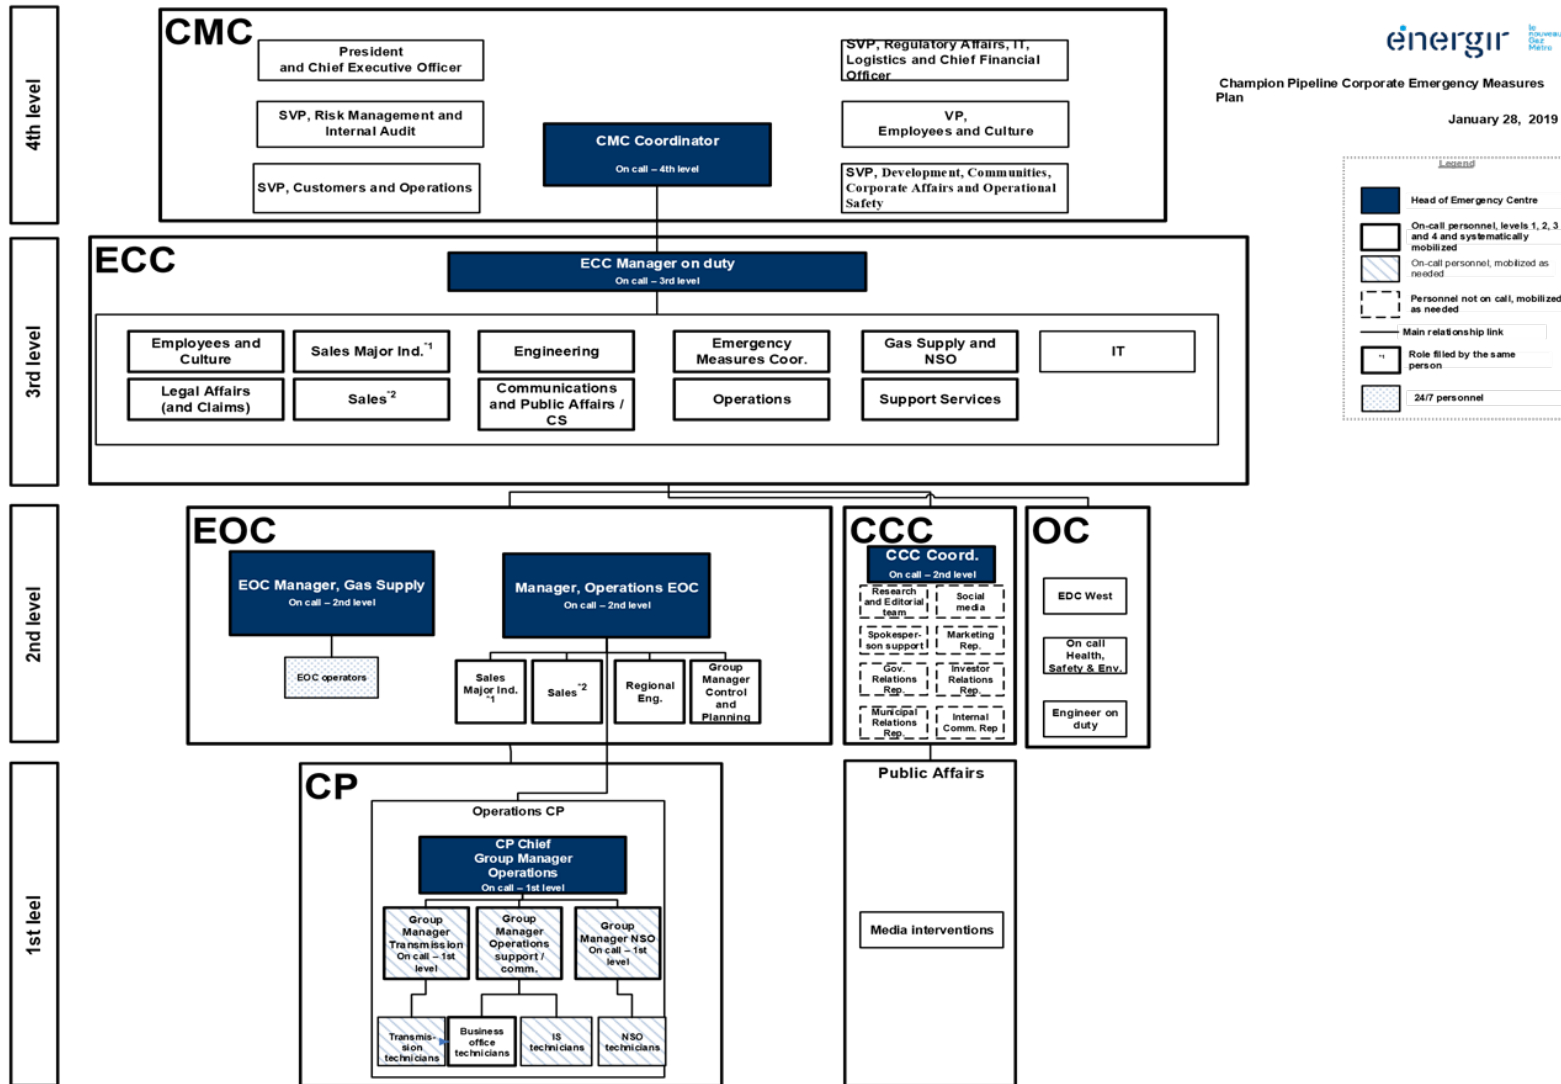 CMC
President
and Chief Executive Officer
SVP, Regulatory Affairs, IT,
Logistics and Chief Financial
Officer
SVP, Risk Management and
Internal Audit
CMC Coordinator
On call – 4th level
VP,
Employees and Culture
SVP, Customers and Operations
SVP, Development, Communities,
Corporate Affairs and Operational
Safety
4th level
énergir
le
nouveau
Gaz
Métro
Champion Pipeline Corporate Emergency Measures
Plan
January 28, 2019
Legend
Head of Emergency Centre
On-call personnel, levels 1, 2, 3
and 4 and systematically
mobilized
On-call personnel, mobilized as
needed
Personnel not on call, mobilized
as needed
Main relationship link
*1
Role filled by the same
person
24/7 personnel
3rd level
ECC
ECC Manager on duty
On call – 3rd level
Employees and
Culture
Sales Major Ind.*1
Engineering
Emergency
Measures Coor.
Gas Supply and
NSO
IT
Legal Affairs
(and Claims)
Sales*2
Communications
and Public Affairs /
CS
Operations
Support Services
2nd level
EOC
EOC Manager, Gas Supply
On call – 2nd level
EOC operators
Manager, Operations EOC
On call – 2nd level
Sales
Major Ind.
*1
Sales*2
Regional
Eng.
Group
Manager
Control
and
Planning
CCC
CCC Coord.
On call – 2nd level
Research
and Editorial
team
Social
media
Spokesper-
son support
Marketing
Rep.
Gov.
Relations
Rep.
Investor
Relations
Rep.
Municipal
Relations
Rep.
Internal
Comm. Rep
OC
EDC West
On call
Health,
Safety & Env.
Engineer on
duty
1st leel
CP
Operations CP
CP Chief
Group Manager
Operations
On call – 1st level
Group
Manager
Transmission
On call – 1st
level
Group
Manager
Operations
support /
comm.
Group
Manager NSO
On call – 1st
level
Transmis-
sion
technicians
Business
office
technicians
IS
technicians
NSO
technicians
Public Affairs
Media interventions